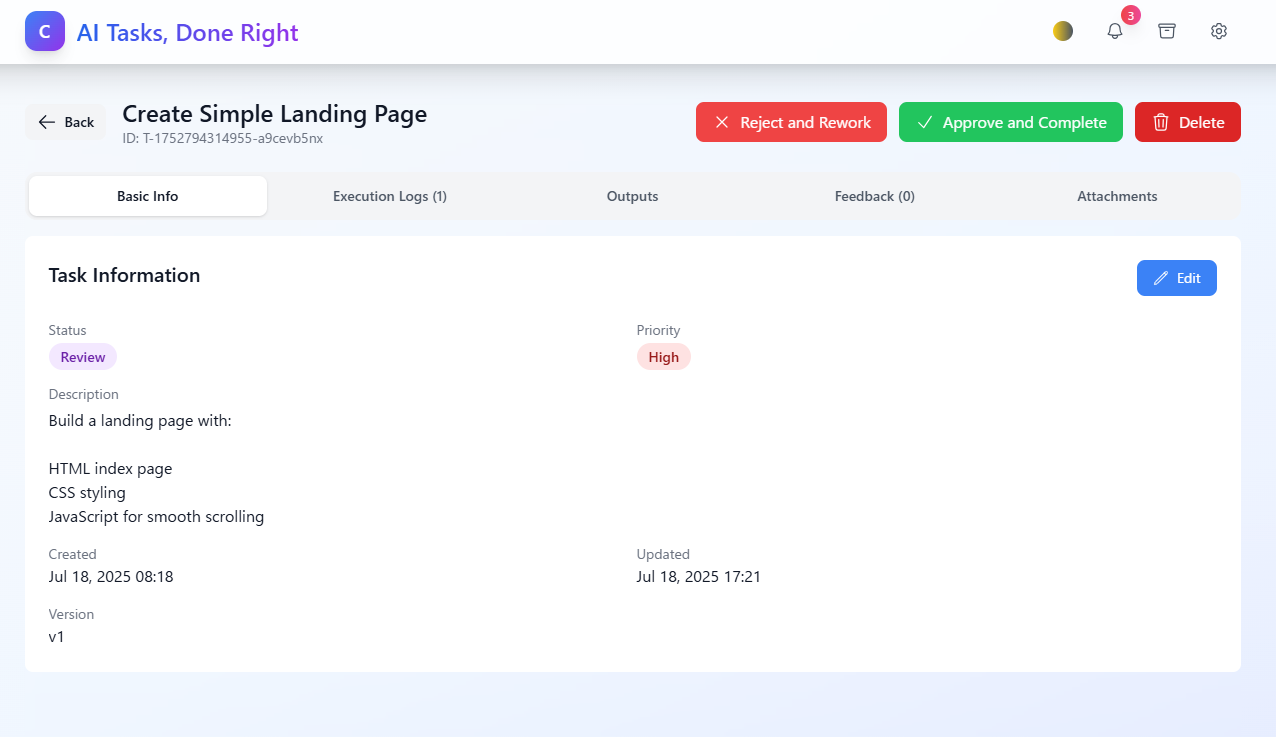 C
AI Tasks, Done Right
3
Back
Create Simple Landing Page
ID: T-1752794314955-a9cevb5nx
Reject and Rework
Approve and Complete
Delete
Basic Info
Execution Logs (1)
Outputs
Feedback (0)
Attachments
Task Information
Edit
Status
Priority
Review
High
Description
Build a landing page with:
HTML index page
CSS styling
JavaScript for smooth scrolling
Created
Updated
Jul 18, 2025 08:18
Jul 18, 2025 17:21
Version
v1